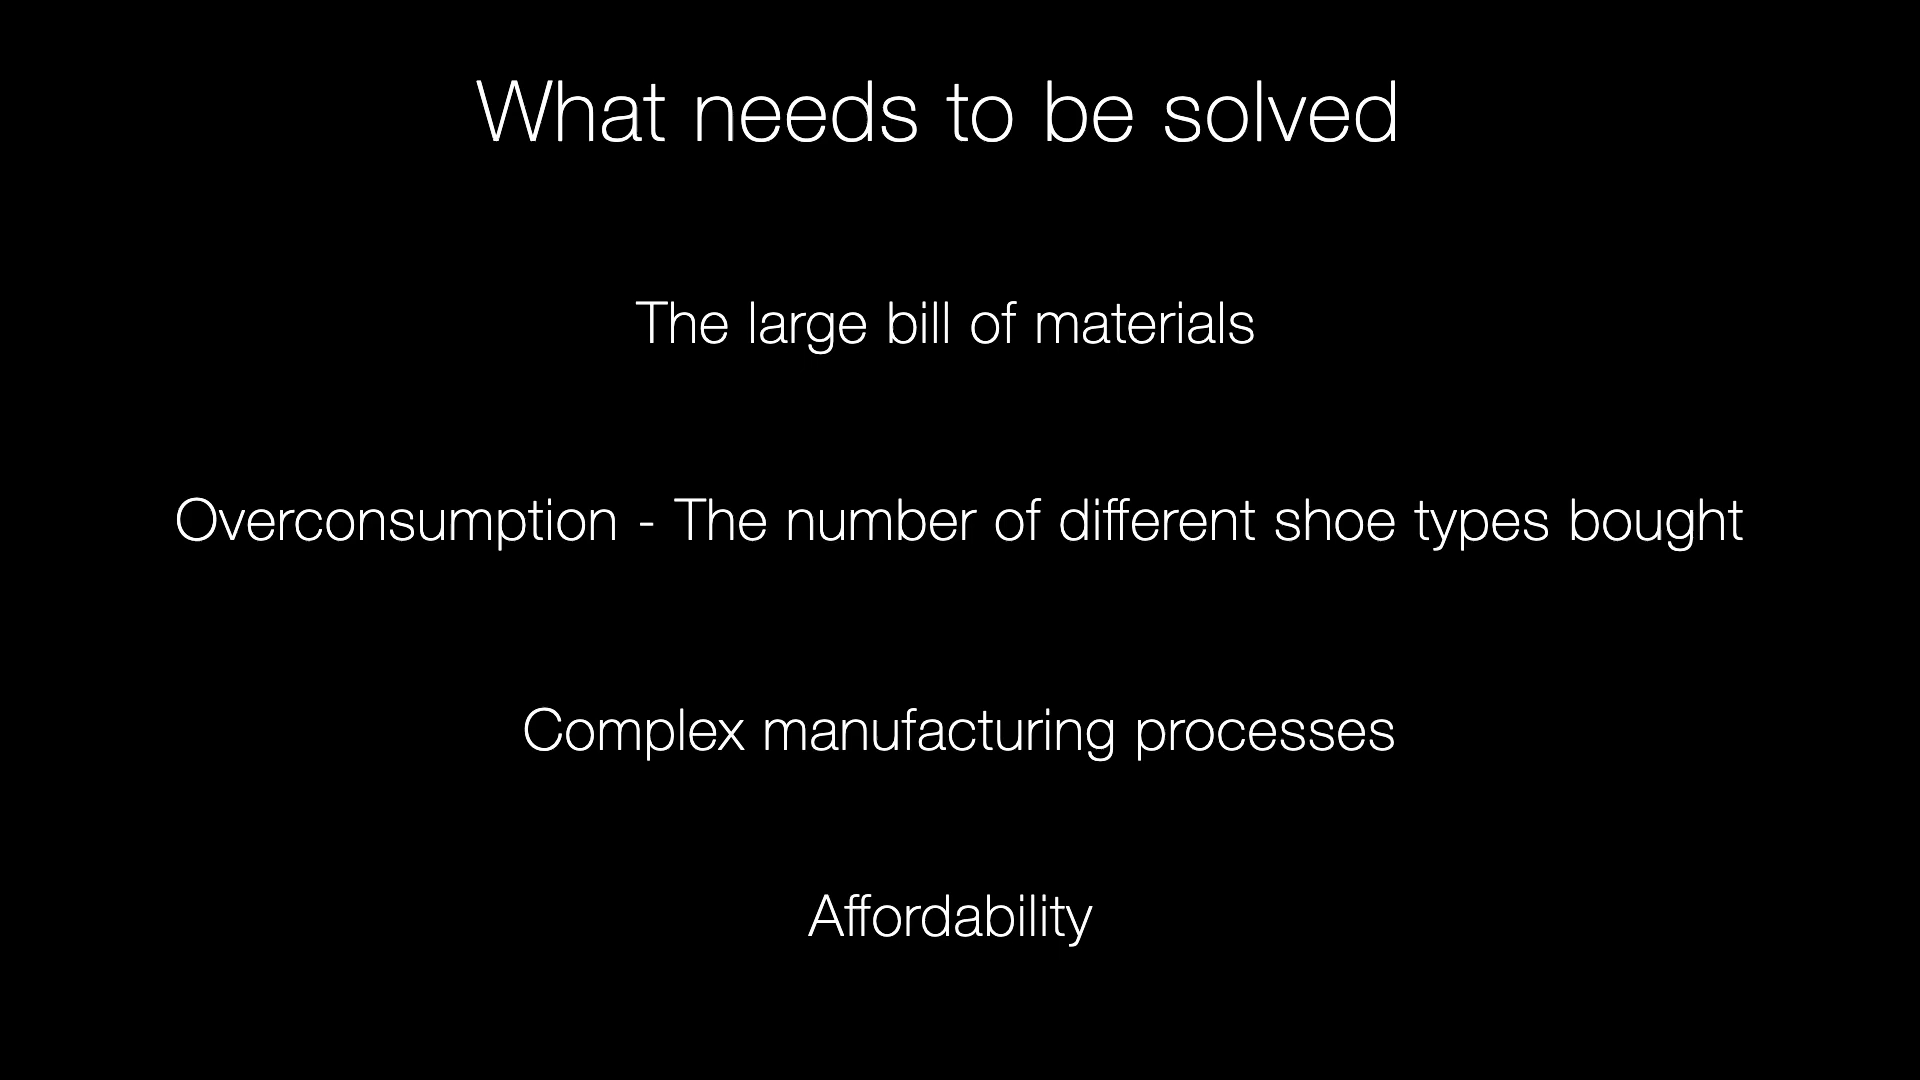 What needs to be solved
The large bill of materials
Overconsumption - The number of different shoe types bought
Complex manufacturing processes
Affordability